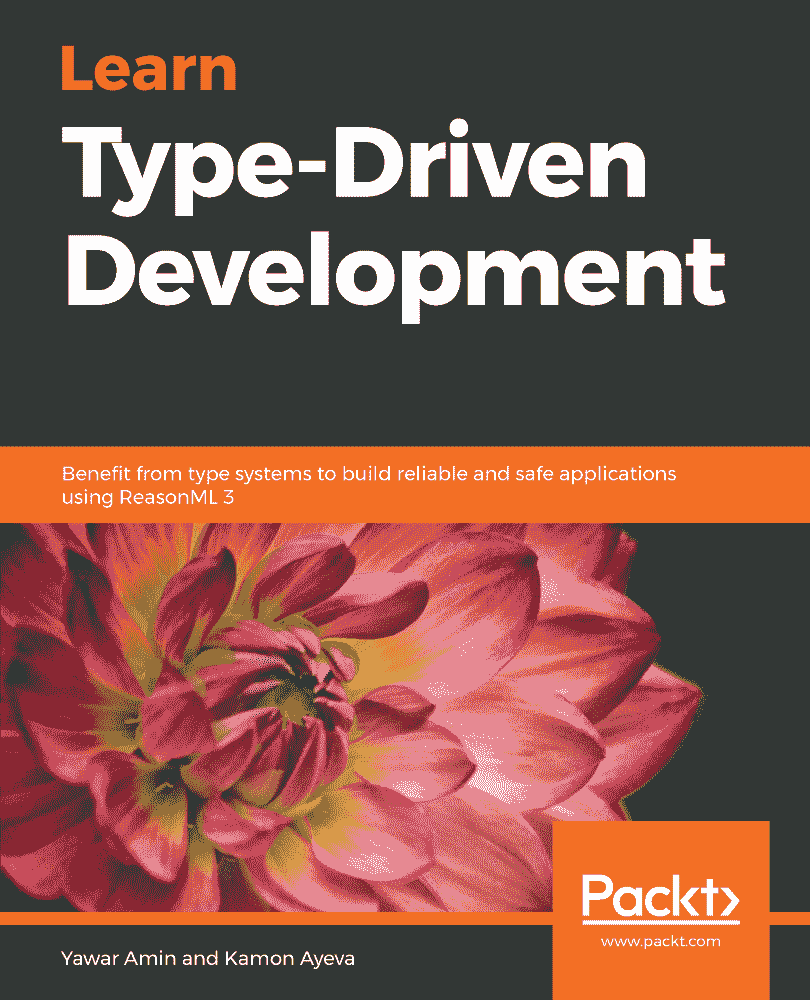 Learn
Type-Driven
Development
Benefit from type systems to build reliable and safe applications
using ReasonML 3
Packt>
www.packt.com
Yawar Amin and Kamon Ayeva